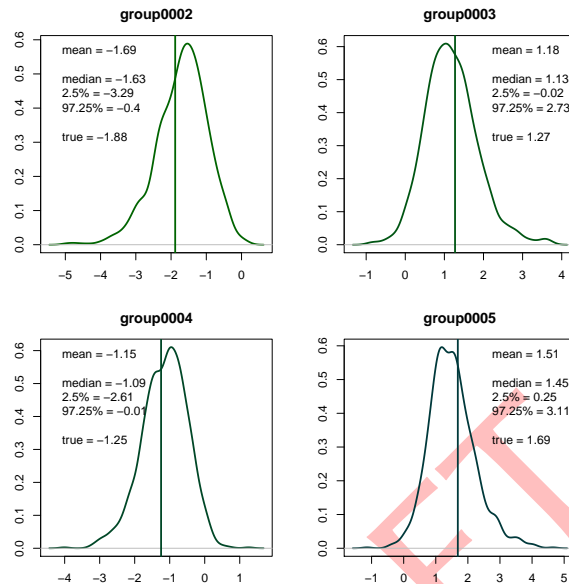 group0002
mean = −1.69
median = −1.63
2.5% = −3.29
97.25% = −0.4
true = −1.88
0.0 0.1 0.2 0.3 0.4 0.5 0.6
−5 −4 −3 −2 −1 0
group0003
mean = 1.18
median = 1.13
2.5% = −0.02
97.25% = 2.73
true = 1.27
0.0 0.1 0.2 0.3 0.4 0.5 0.6
−1 0 1 2 3 4
group0004
mean = −1.15
median = −1.09
2.5% = −2.61
97.25% = −0.01
true = −1.25
0.0 0.1 0.2 0.3 0.4 0.5 0.6
−4 −3 −2 −1 0 1
group0005
mean = 1.51
median = 1.45
2.5% = 0.25
97.25% = 3.11
true = 1.69
0.0 0.1 0.2 0.3 0.4 0.5 0.6
−1 0 1 2 3 4 5
ET